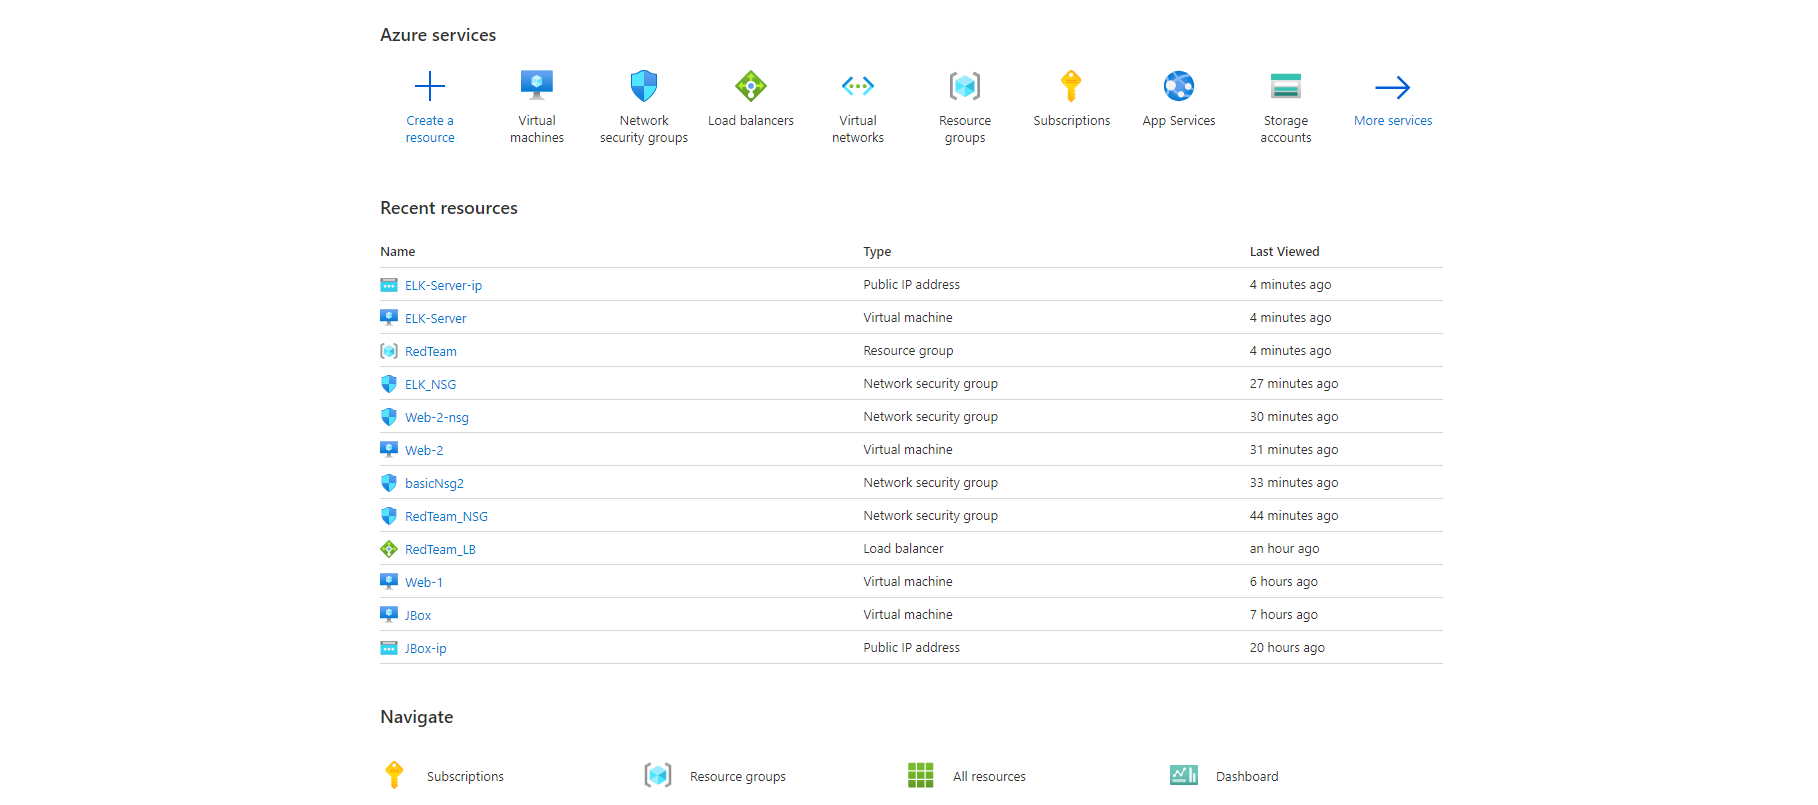 Azure services
Create a resource
Virtual machines
Network security groups
Load balancers
Virtual networks
Resource groups
Subscriptions
App Services
Storage accounts
More services
Recent resources
Name Type Last Viewed
ELK-Server-ip Public IP address 4 minutes ago
ELK-Server Virtual machine 4 minutes ago
RedTeam Resource group 4 minutes ago
ELK_NSG Network security group 27 minutes ago
Web-2-nsg Network security group 30 minutes ago
Web-2 Virtual machine 31 minutes ago
basicNsg2 Network security group 33 minutes ago
RedTeam_NSG Network security group 44 minutes ago
RedTeam_LB Load balancer an hour ago
Web-1 Virtual machine 6 hours ago
JBox Virtual machine 7 hours ago
JBox-ip Public IP address 20 hours ago
Navigate
Subscriptions Resource groups All resources Dashboard